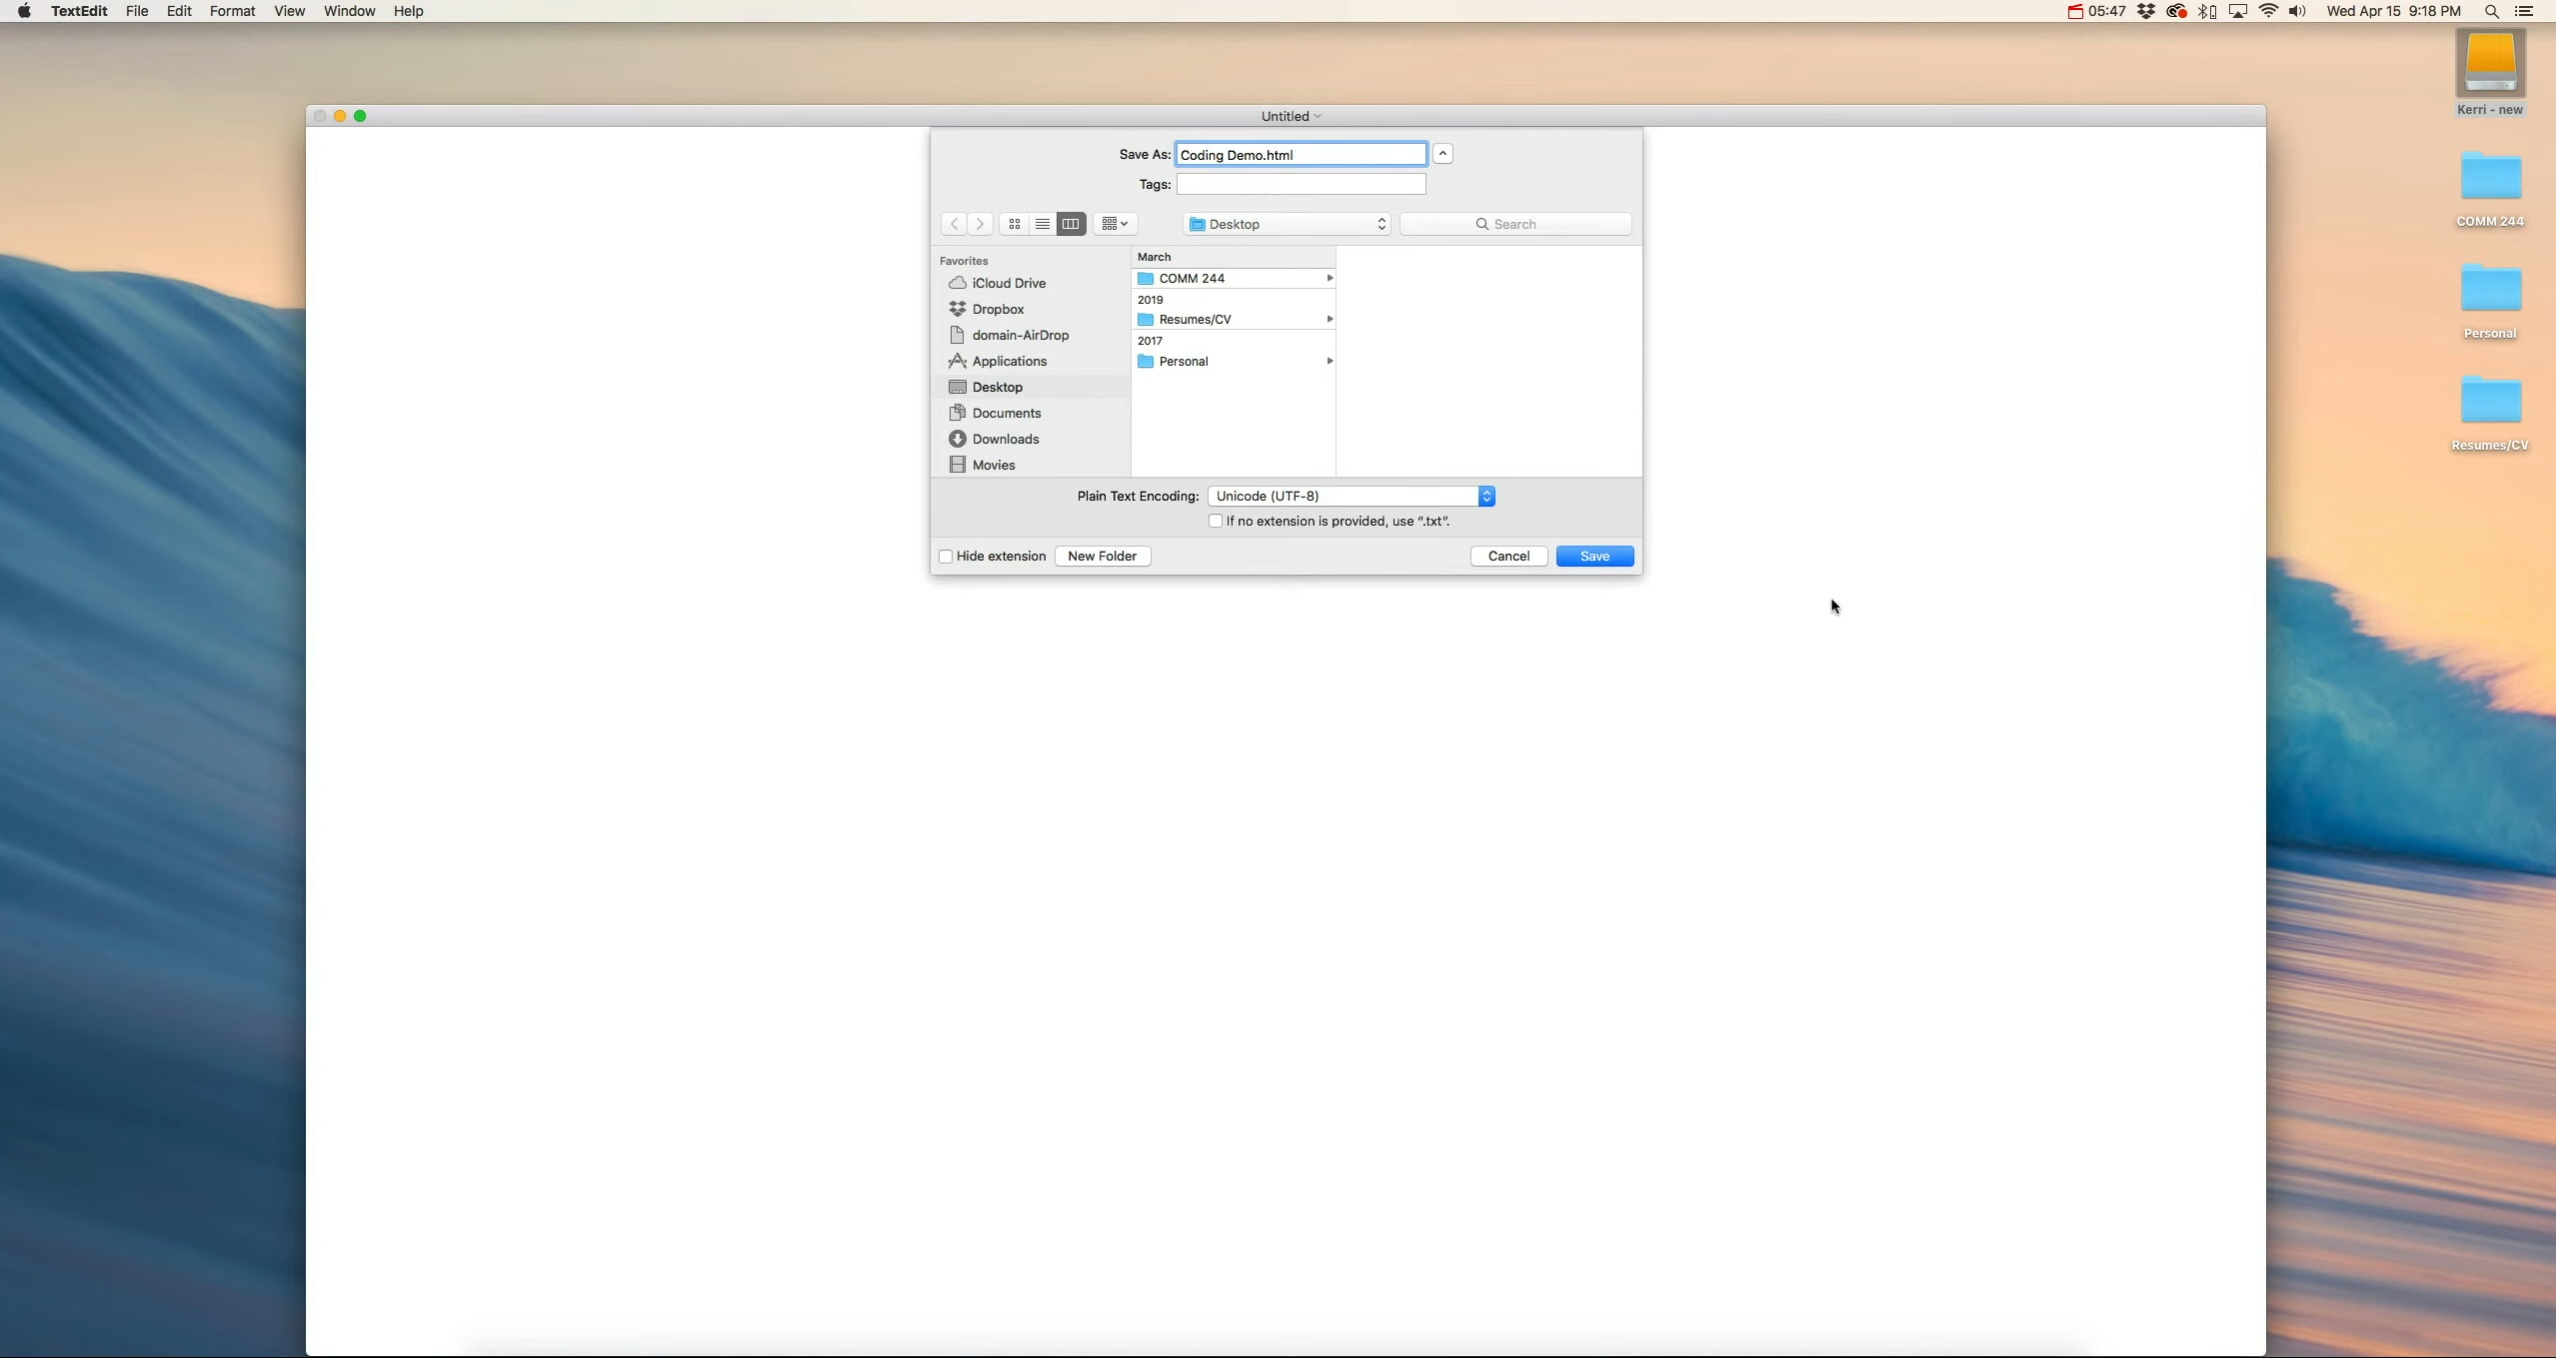 TextEdit File Edit Format View Window Help
05:47 Wed Apr 15 9:18 PM
Untitled
Save As: Coding Demo.html
Tags:
Desktop
Search
Favorites
iCloud Drive
Dropbox
domain-AirDrop
Applications
Desktop
Documents
Downloads
Movies
March
COMM 244
2019
Resumes/CV
2017
Personal
Plain Text Encoding: Unicode (UTF-8)
If no extension is provided, use “.txt”.
Hide extension New Folder Cancel Save
Kerri - new
COMM 244
Personal
Resumes/CV